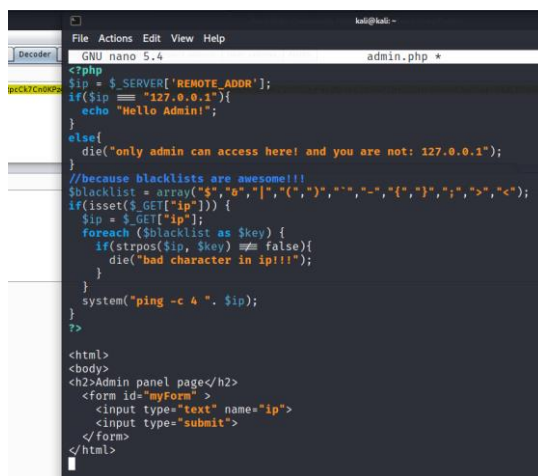 kali@kali: ~
File Actions Edit View Help
Decoder
GNU nano 5.4 admin.php *
<?php
$ip = $_SERVER['REMOTE_ADDR'];
if($ip === "127.0.0.1"){
echo "Hello Admin!";
}
else{
die("only admin can access here! and you are not: 127.0.0.1");
}
//because blacklists are awesome!!!
$blacklist = array("$","&","|","(",")","`","-","{","}",";",">","<");
if(isset($_GET["ip"])) {
$ip = $_GET["ip"];
foreach ($blacklist as $key) {
if(strpos($ip, $key) !== false){
die("bad character in ip!!!");
}
}
system("ping -c 4 ". $ip);
}
?>
<html>
<body>
<h2>Admin panel page</h2>
<form id="myForm" >
<input type="text" name="ip">
<input type="submit">
</form>
</html>